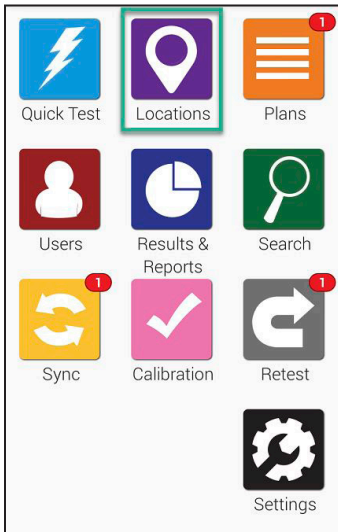 1
Quick Test
Locations
Plans
Users
Results &
Reports
Search
1
1
Sync
Calibration
Retest
Settings